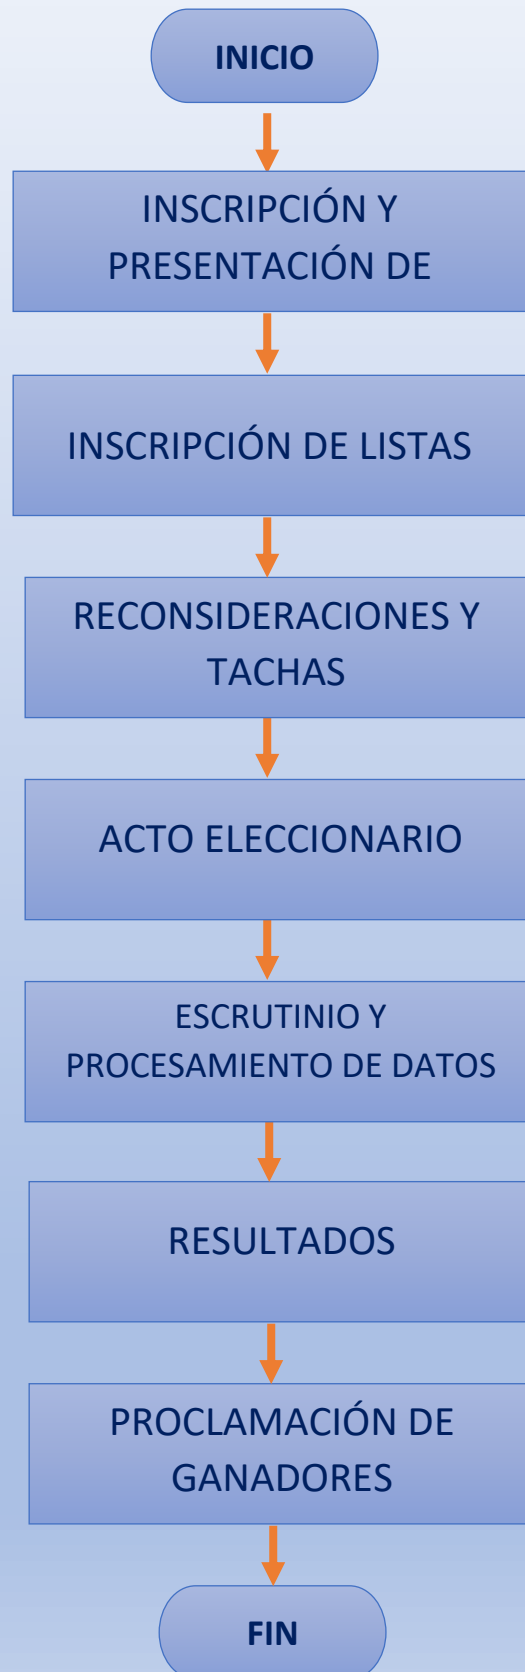 INICIO
INSCRIPCIÓN Y
PRESENTACIÓN DE
INSCRIPCIÓN DE LISTAS
RECONSIDERACIONES Y
TACHAS
ACTO ELECCIONARIO
ESCRUTINIO Y
PROCESAMIENTO DE DATOS
RESULTADOS
PROCLAMACIÓN DE
GANADORES
FIN